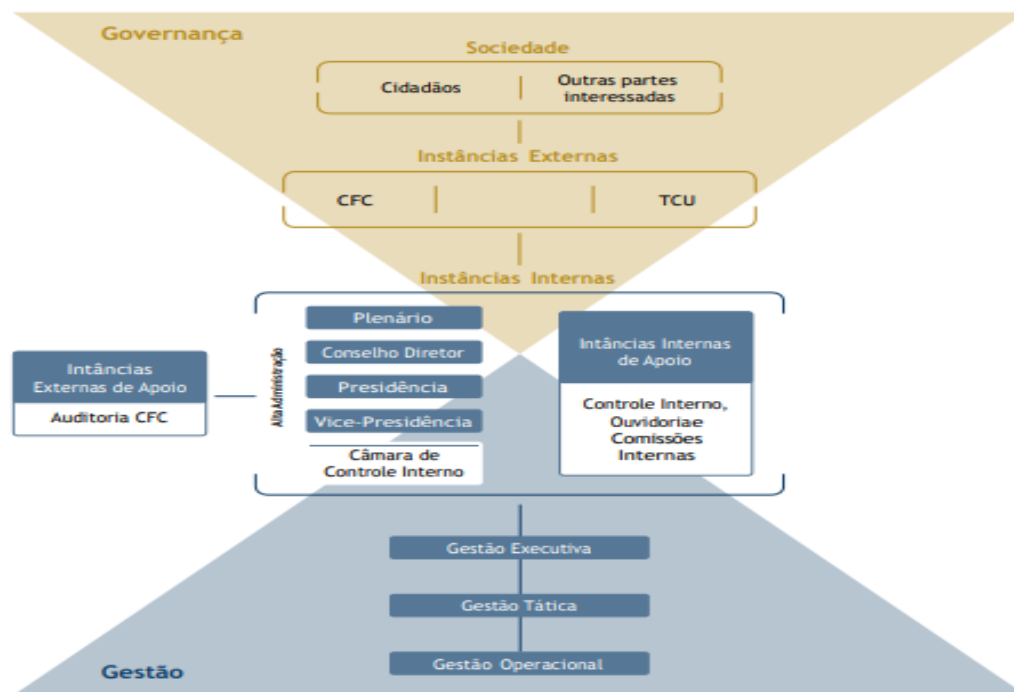 Governança
Sociedade
Cidadãos
Outras partes
interessadas
Instâncias Externas
CFC
TCU
Instâncias Internas
Alta Administração
Plenário
Conselho Diretor
Presidência
Vice-Presidência
Câmara de
Controle Interno
Intâncias Internas
de Apoio
Controle Interno,
Ouvidoriae
Comissões
Internas
Intâncias
Externas de Apoio
Auditoria CFC
Gestão Executiva
Gestão Tática
Gestão Operacional
Gestão